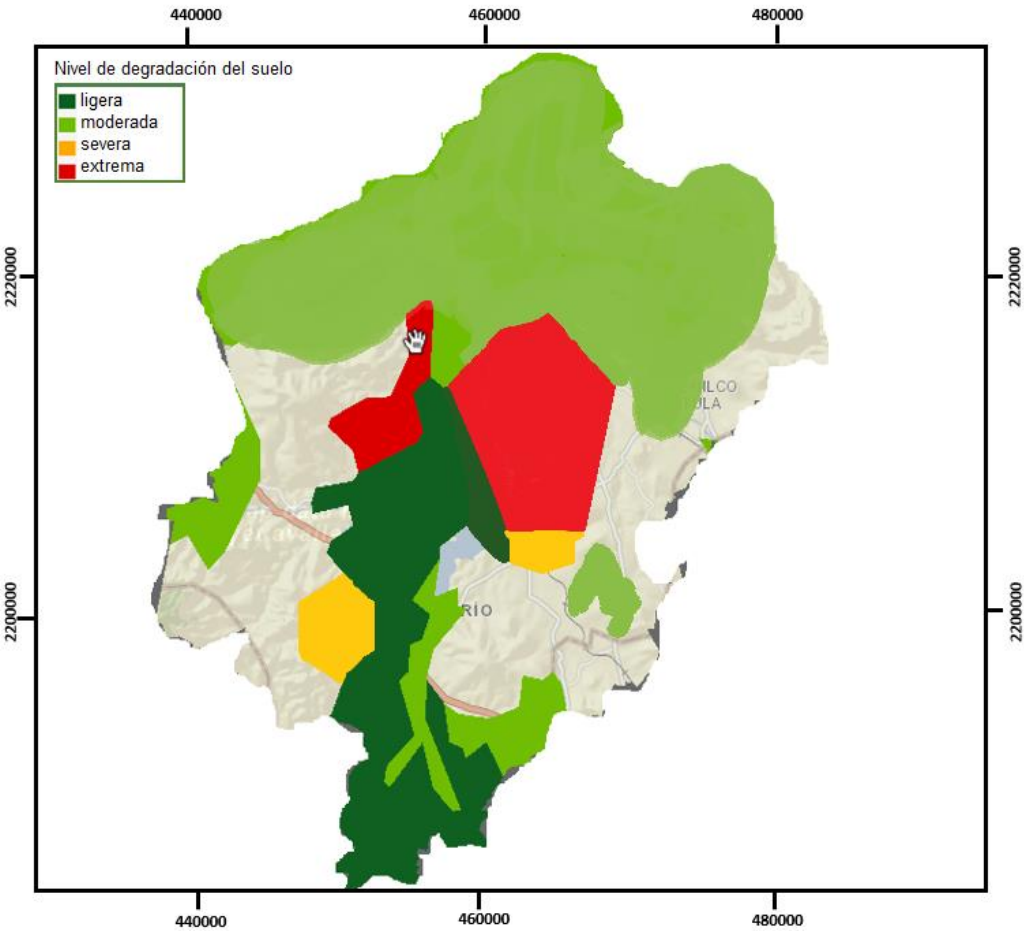 440000
460000
480000
Nivel de degradación del suelo
ligera
moderada
severa
extrema
2220000
2220000
ILCO
ULA
RÍO
2200000
2200000
440000
460000
480000